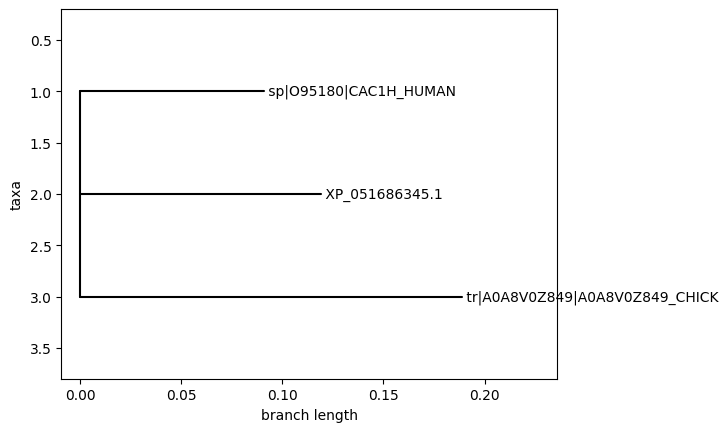 0.5
1.0
sp|O95180|CAC1H_HUMAN
1.5
taxa
2.0
XP_051686345.1
2.5
3.0
tr|A0A8V0Z849|A0A8V0Z849_CHICK
3.5
0.00 0.05 0.10 0.15 0.20
branch length